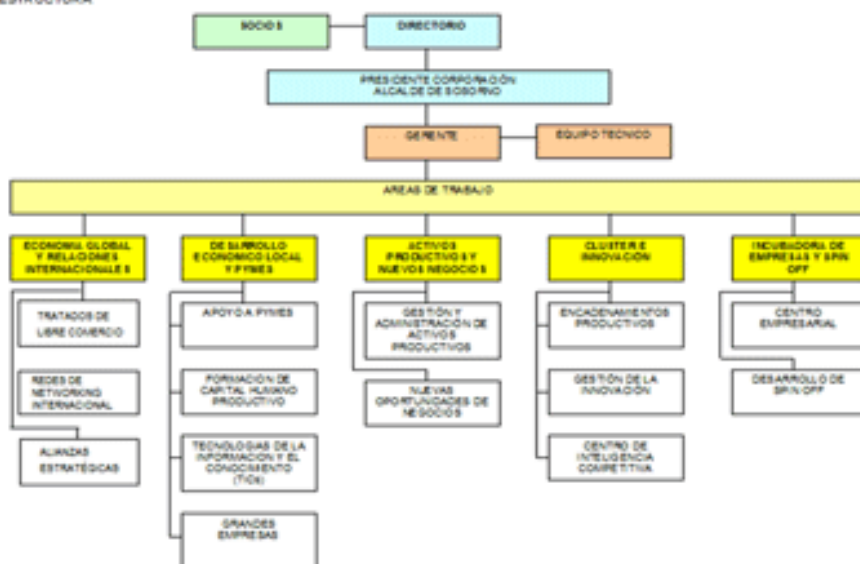 ESTRUCTURA
SOCIOS
DIRECTORIO
PRESIDENTE CORPORACIÓN
ALCALDE DE SOSORNO
GERENTE
EQUIPO TECNICO
AREAS DE TRABAJO
ECONOMIA GLOBAL
Y RELACIONES
INTERNACIONALES
DESARROLLO
ECONOMICO LOCAL
Y PYMES
ACTIVOS
PRODUCTIVOS Y
NUEVOS NEGOCIOS
CLUSTER E
INNOVACIÓN
INCUBADORA DE
EMPRESAS Y SPIN
OFF
TRATADOS DE
LIBRE COMERCIO
REDES DE
NETWORKING
INTERNACIONAL
ALIANZAS
ESTRATÉGICAS
APOYO A PYMES
FORMACION DE
CAPITAL HUMANO
PRODUCTIVO
TECNOLOGIAS DE LA
INFORMACION Y EL
CONOCIMIENTO
(TICs)
GRANDES
EMPRESAS
GESTIÓN Y
ADMINISTRACIÓN DE
ACTIVOS
PRODUCTIVOS
NUEVAS
OPORTUNIDADES DE
NEGOCIOS
ENCADENAMIENTOS
PRODUCTIVOS
GESTIÓN DE LA
INNOVACIÓN
CENTRO DE
INTELIGENCIA
COMPETITIVA
CENTRO
EMPRESARIAL
DESARROLLO DE
SPIN OFF